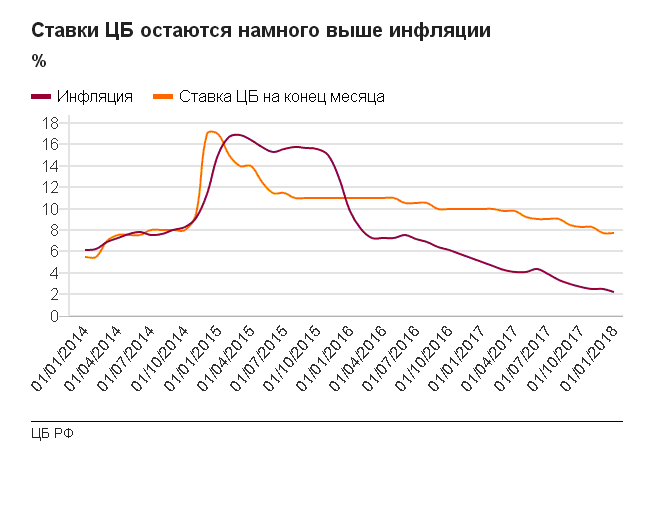 Ставки ЦБ остаются намного выше инфляции
%
Инфляция Ставка ЦБ на конец месяца
18
16
14
12
10
8
6
4
2
0
01/01/2014 01/04/2014 01/07/2014 01/10/2014 01/01/2015 01/04/2015 01/07/2015 01/10/2015 01/01/2016 01/04/2016 01/07/2016 01/10/2016 01/01/2017 01/04/2017 01/07/2017 01/10/2017 01/01/2018
ЦБ РФ